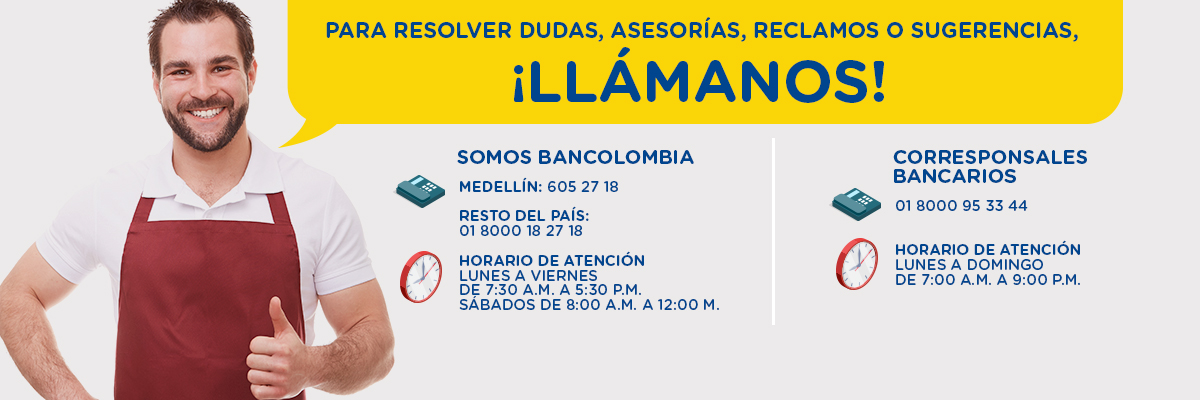 PARA RESOLVER DUDAS, ASESORÍAS, RECLAMOS O SUGERENCIAS,
¡LLÁMANOS!
SOMOS BANCOLOMBIA
MEDELLÍN: 605 27 18
RESTO DEL PAÍS:
01 8000 18 27 18
HORARIO DE ATENCIÓN
LUNES A VIERNES
DE 7:30 A.M. A 5:30 P.M.
SÁBADOS DE 8:00 A.M. A 12:00 M.
CORRESPONSALES
BANCARIOS
01 8000 95 33 44
HORARIO DE ATENCIÓN
LUNES A DOMINGO
DE 7:00 A.M. A 9:00 P.M.